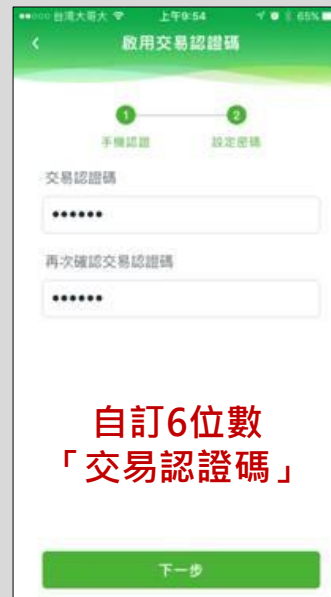 台灣大哥大 上午9:54 65%
啟用交易認證碼
1 2
手機認證 設定密碼
交易認證碼
••••••
再次確認交易認證碼
••••••
自訂6位數
「交易認證碼」
下一步